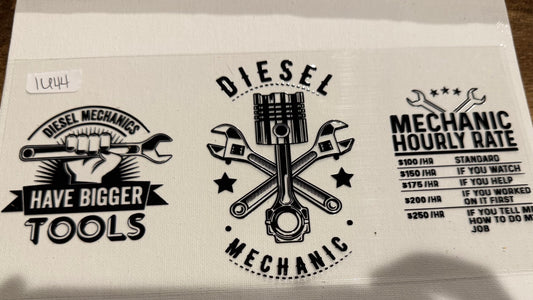 1644
DIESEL MECHANICS
HAVE BIGGER
TOOLS
DIESEL
MECHANIC
MECHANIC
HOURLY RATE
$100/HR STANDARD
$150/HR IF YOU WATCH
$175/HR IF YOU HELP
$200/HR IF YOU WORKED
ON IT FIRST
$250/HR IF YOU TELL ME
HOW TO DO M
JOB